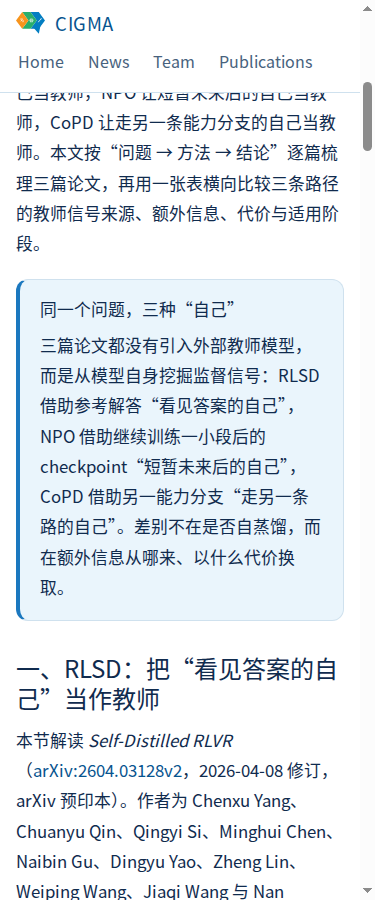 CIGMA
Home News Team Publications
己当教师，NPO 让短暂未来后的自己当教
师，CoPD 让走另一条能力分支的自己当教
师。本文按“问题 → 方法 → 结论”逐篇梳
理三篇论文，再用一张表横向比较三条路径
的教师信号来源、额外信息、代价与适用阶
段。
同一个问题，三种“自己”
三篇论文都没有引入外部教师模型，
而是从模型自身挖掘监督信号：RLSD
借助参考解答“看见答案的自己”，
NPO 借助继续训练一小段后的
checkpoint“短暂未来后的自己”，
CoPD 借助另一能力分支“走另一条
路的自己”。差别不在是否自蒸馏，而
在额外信息从哪来、以什么代价换
取。
一、RLSD：把“看见答案的自
己”当作教师
本节解读 Self-Distilled RLVR
（arXiv:2604.03128v2，2026-04-08 修订，
arXiv 预印本）。作者为 Chenxu Yang、
Chuanyu Qin、Qingyi Si、Minghui Chen、
Naibin Gu、Dingyu Yao、Zheng Lin、
Weiping Wang、Jiaqi Wang 与 Nan